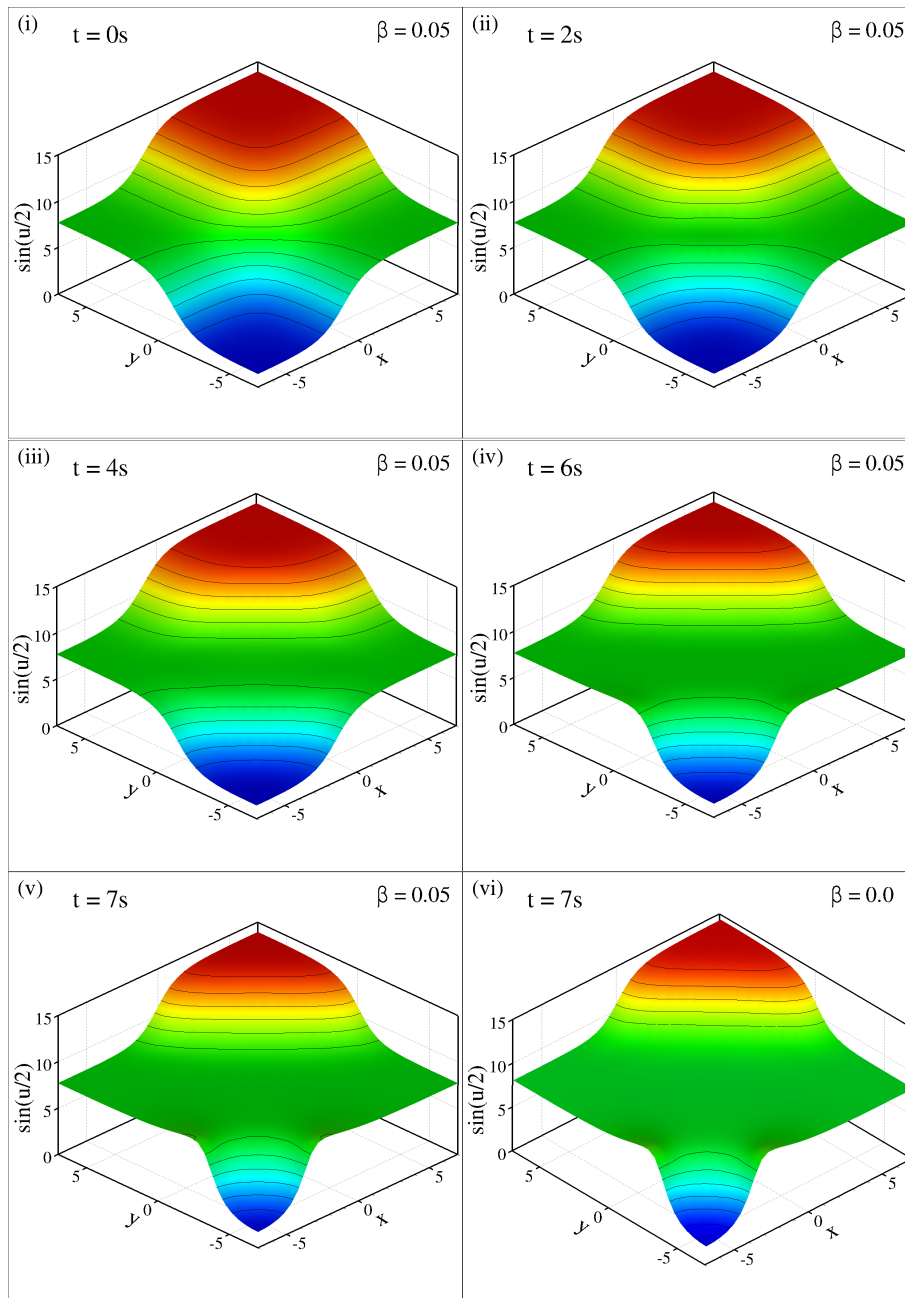 (i) t = 0s β = 0.05
15
10
5
0
sin(u/2)
5
0
-5
y
-5
0
5
x
(ii) t = 2s β = 0.05
15
10
5
0
sin(u/2)
5
0
-5
y
-5
0
5
x
(iii) t = 4s β = 0.05
15
10
5
0
sin(u/2)
5
0
-5
y
-5
0
5
x
(iv) t = 6s β = 0.05
15
10
5
0
sin(u/2)
5
0
-5
y
-5
0
5
x
(v) t = 7s β = 0.05
15
10
5
0
sin(u/2)
5
0
-5
y
-5
0
5
x
(vi) t = 7s β = 0.0
15
10
5
0
sin(u/2)
5
0
-5
y
-5
0
5
x